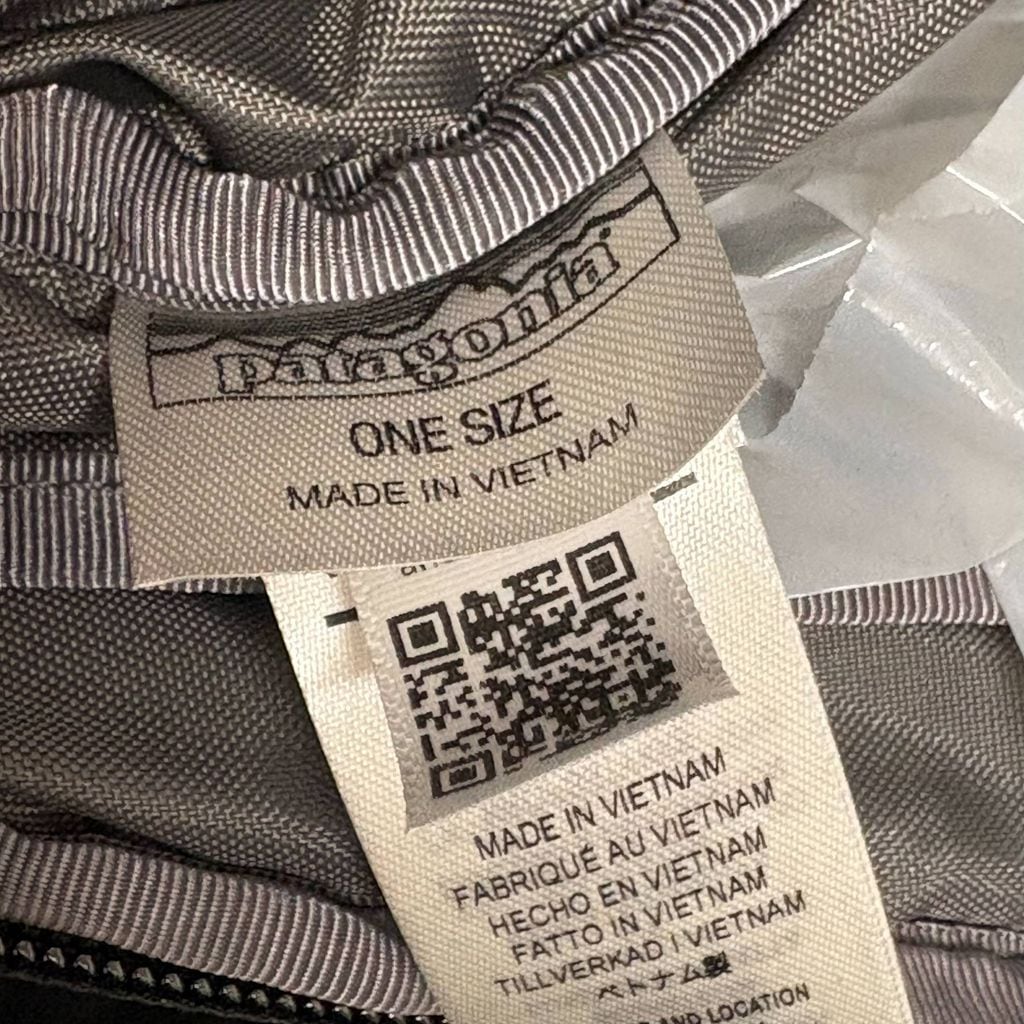 patagonia
ONE SIZE
MADE IN VIETNAM
MADE IN VIETNAM
FABRIQUÉ AU VIETNAM
HECHO EN VIETNAM
FATTO IN VIETNAM
TILLVERKAD I VIETNAM
ベトナム製
AND LOCATION